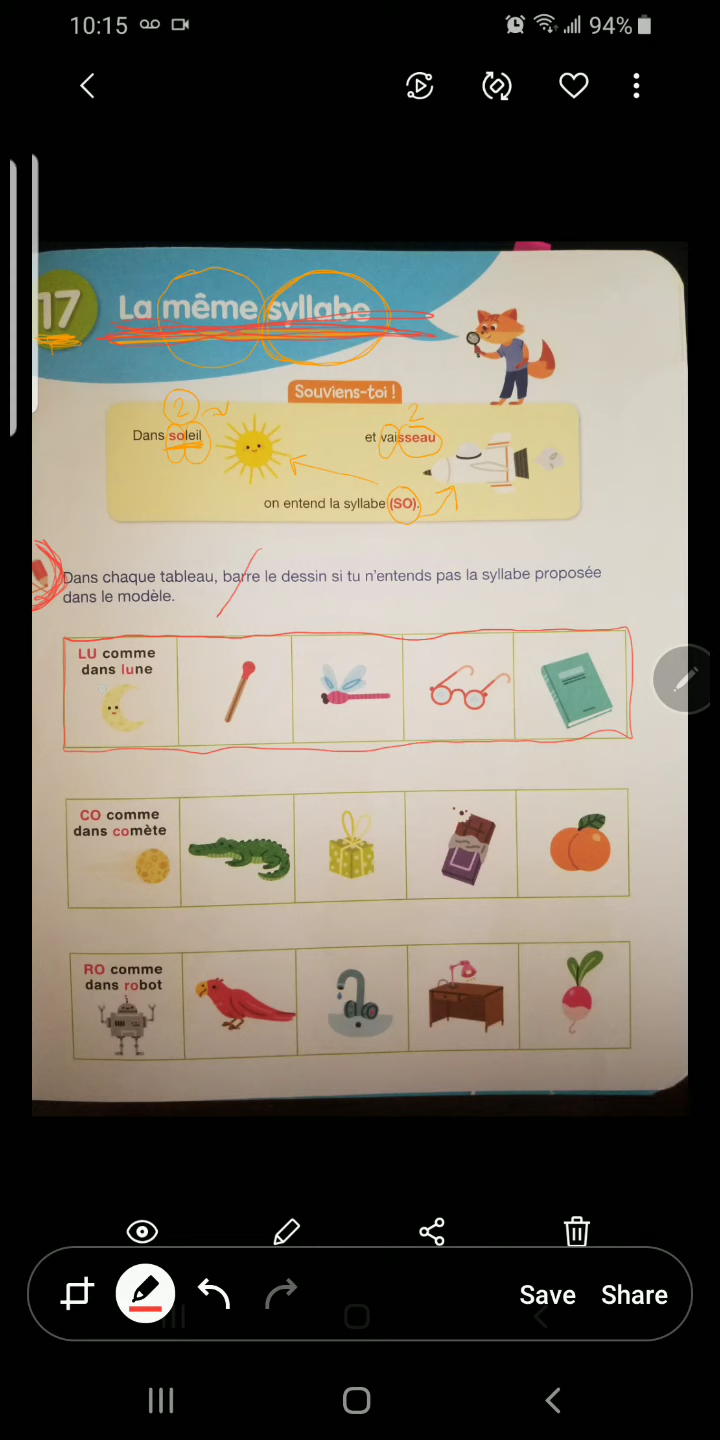 10:15
94%
17 La même syllabe
Souviens-toi !
2
2
Dans soleil
et vaisseau
on entend la syllabe (SO).
Dans chaque tableau, barre le dessin si tu n'entends pas la syllabe proposée
dans le modèle.
LU comme
dans lune
CO comme
dans comète
RO comme
dans robot
Save
Share